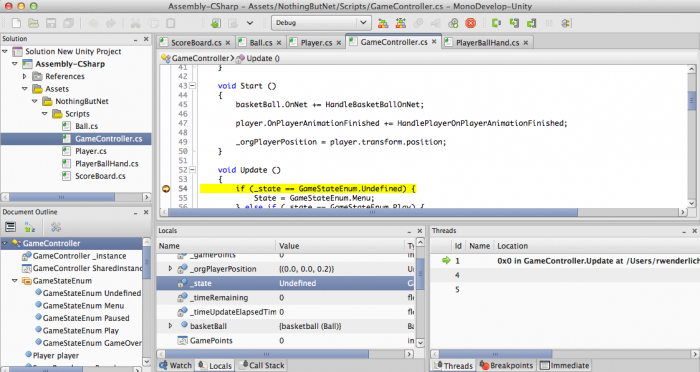 Assembly-CSharp – Assets/NothingButNet/Scripts/GameController.cs – MonoDevelop-Unity
Debug
Solution
Solution New Unity Project
Assembly-CSharp
References
Assets
NothingButNet
Scripts
Ball.cs
GameController.cs
Player.cs
PlayerBallHand.cs
ScoreBoard.cs
ScoreBoard.cs
Ball.cs
Player.cs
GameController.cs
PlayerBallHand.cs
GameController
Update ()
41 }
42
43 void Start ()
44 {
45 basketBall.OnNet += HandleBasketBallOnNet;
46
47 player.OnPlayerAnimationFinished += HandlePlayerOnPlayerAnimationFinished;
48
49 _orgPlayerPosition = player.transform.position;
50 }
51
52 void Update ()
53 {
54 if (_state == GameStateEnum.Undefined) {
55 State = GameStateEnum.Menu;
56 } else if (_state == GameStateEnum.Play) {
Document Outline
GameController
GameController _instance
GameController SharedInstanc
GameStateEnum
GameStateEnum Undefined
GameStateEnum Menu
GameStateEnum Paused
GameStateEnum Play
GameStateEnum GameOver
Player player
Locals
Name Value Ty
_gamePoints 0 in
_orgPlayerPosition {(0.0, 0.0, 0.2)} U
_state Undefined G
_timeRemaining 0 fl
_timeUpdateElapsedTim 0 fl
basketBall {basketball (Ball)} Ba
GamePoints 0 in
Watch
Locals
Call Stack
Threads
Id Name Location
1 0x0 in GameController.Update at /Users/rwenderlich
4
5
Threads
Breakpoints
Immediate